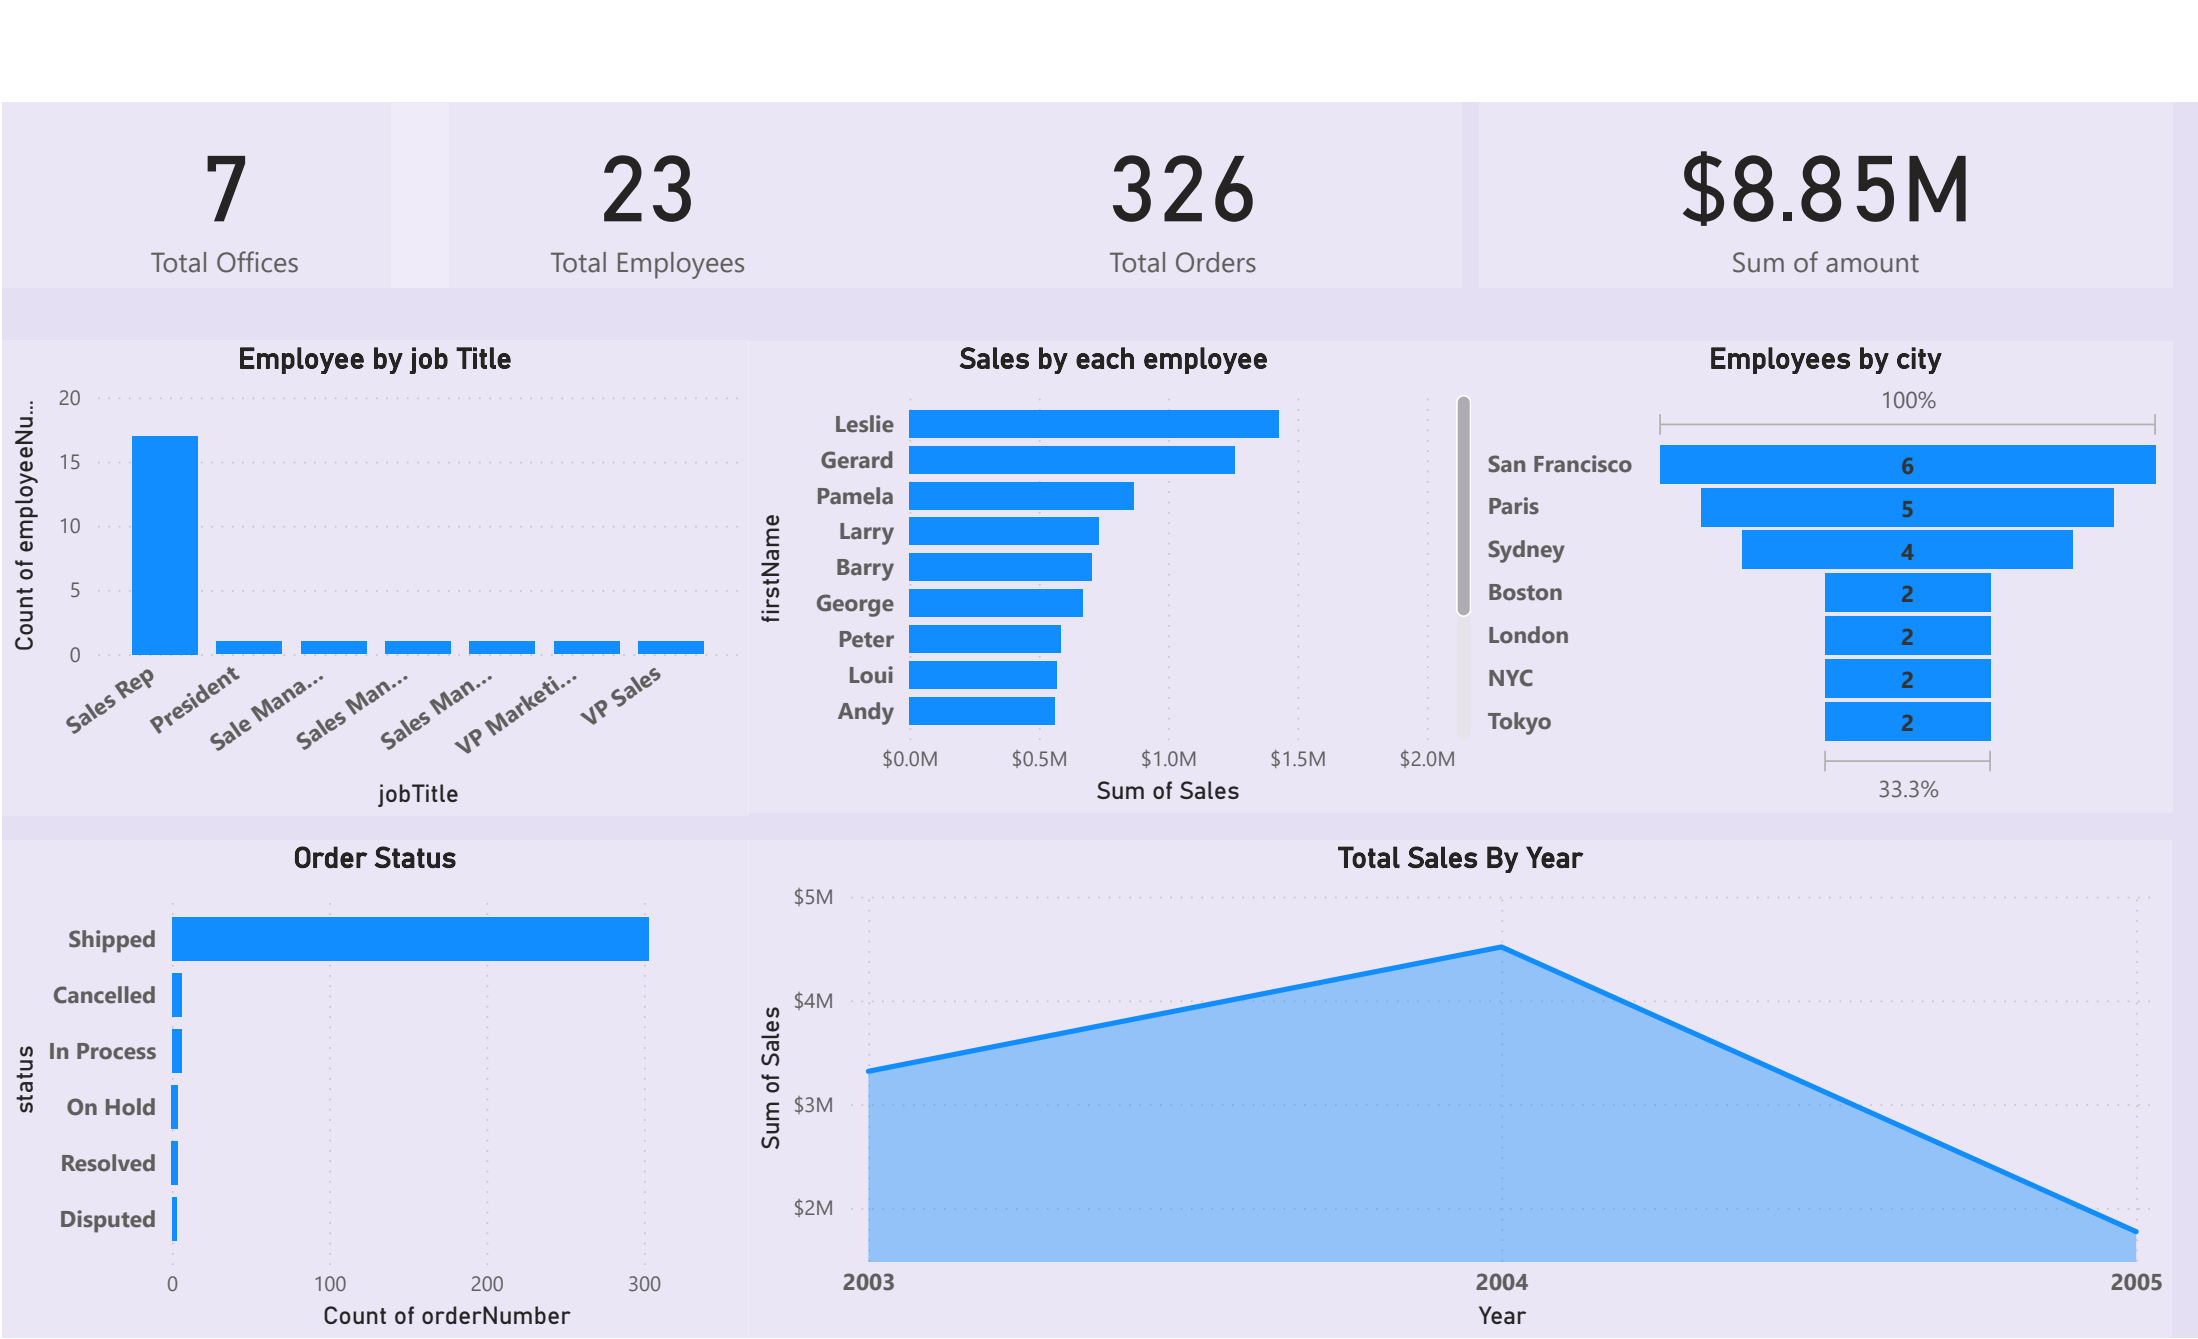 7
Total Offices
23
Total Employees
326
Total Orders
$8.85M
Sum of amount
Employee by job Title
Count of employeeNu...
20
15
10
5
0
Sales Rep
President
Sale Mana...
Sales Man...
Sales Man...
VP Marketi...
VP Sales
jobTitle
Sales by each employee
firstName
Leslie
Gerard
Pamela
Larry
Barry
George
Peter
Loui
Andy
$0.0M $0.5M $1.0M $1.5M $2.0M
Sum of Sales
Employees by city
100%
San Francisco 6
Paris 5
Sydney 4
Boston 2
London 2
NYC 2
Tokyo 2
33.3%
Order Status
status
Shipped
Cancelled
In Process
On Hold
Resolved
Disputed
0 100 200 300
Count of orderNumber
Total Sales By Year
Sum of Sales
$5M
$4M
$3M
$2M
2003 2004 2005
Year